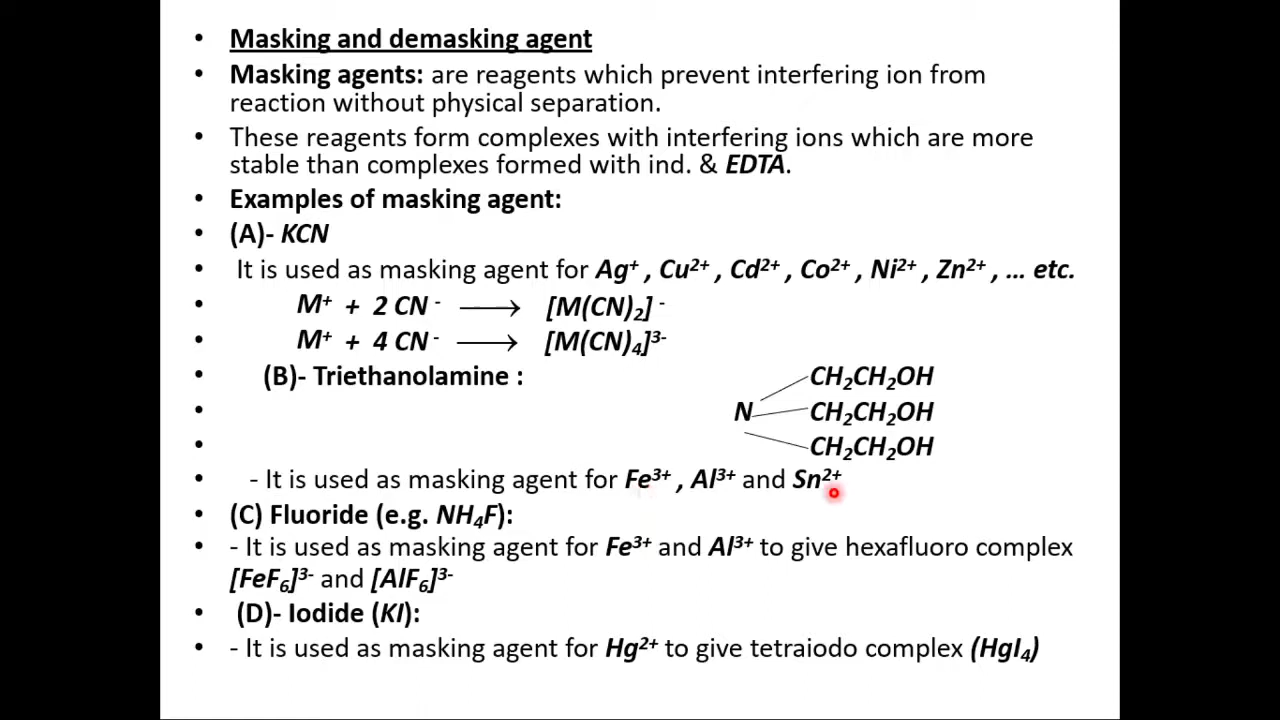 • Masking and demasking agent
• Masking agents: are reagents which prevent interfering ion from
reaction without physical separation.
• These reagents form complexes with interfering ions which are more
stable than complexes formed with ind. & EDTA.
• Examples of masking agent:
• (A)- KCN
• It is used as masking agent for Ag⁺ , Cu²⁺ , Cd²⁺ , Co²⁺ , Ni²⁺ , Zn²⁺ , ... etc.
• M⁺ + 2 CN ⁻ ⟶ [M(CN)₂] ⁻
• M⁺ + 4 CN ⁻ ⟶ [M(CN)₄]³⁻
• (B)- Triethanolamine : CH₂CH₂OH
• N CH₂CH₂OH
• CH₂CH₂OH
• - It is used as masking agent for Fe³⁺ , Al³⁺ and Sn²⁺
• (C) Fluoride (e.g. NH₄F):
• - It is used as masking agent for Fe³⁺ and Al³⁺ to give hexafluoro complex
[FeF₆]³⁻ and [AlF₆]³⁻
• (D)- Iodide (KI):
• - It is used as masking agent for Hg²⁺ to give tetraiodo complex (HgI₄)